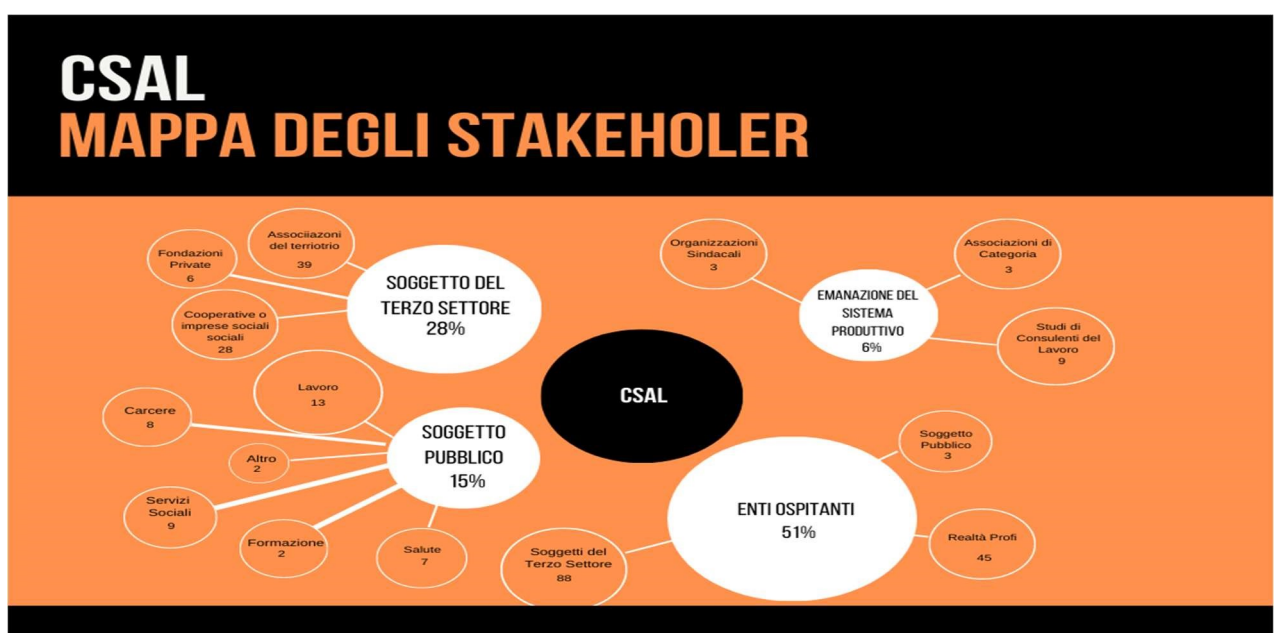 CSAL
MAPPA DEGLI STAKEHOLER
Associiazoni
del terriotrio
39
Fondazioni
Private
6
Cooperative o
imprese sociali
sociali
28
SOGGETTO DEL
TERZO SETTORE
28%
Organizzazioni
Sindacali
3
Associazioni di
Categoria
3
EMANAZIONE DEL
SISTEMA
PRODUTTIVO
6%
Studi di
Consulenti del
Lavoro
9
CSAL
Lavoro
13
Carcere
8
Altro
2
Servizi
Sociali
9
Formazione
2
Salute
7
SOGGETTO
PUBBLICO
15%
Soggetto
Pubblico
3
ENTI OSPITANTI
51%
Realtà Profi
45
Soggetti del
Terzo Settore
88